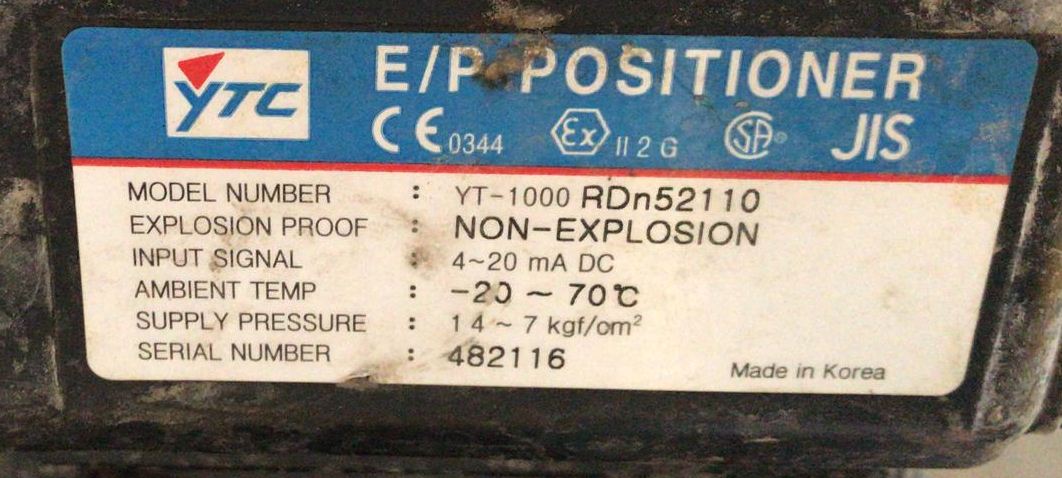 YTC E/P POSITIONER
CE 0344 Ex II 2 G SA JIS
MODEL NUMBER : YT-1000 RDn52110
EXPLOSION PROOF : NON-EXPLOSION
INPUT SIGNAL : 4~20 mA DC
AMBIENT TEMP : -20 ~ 70℃
SUPPLY PRESSURE : 1 4 ~ 7 kgf/cm²
SERIAL NUMBER : 482116
Made in Korea